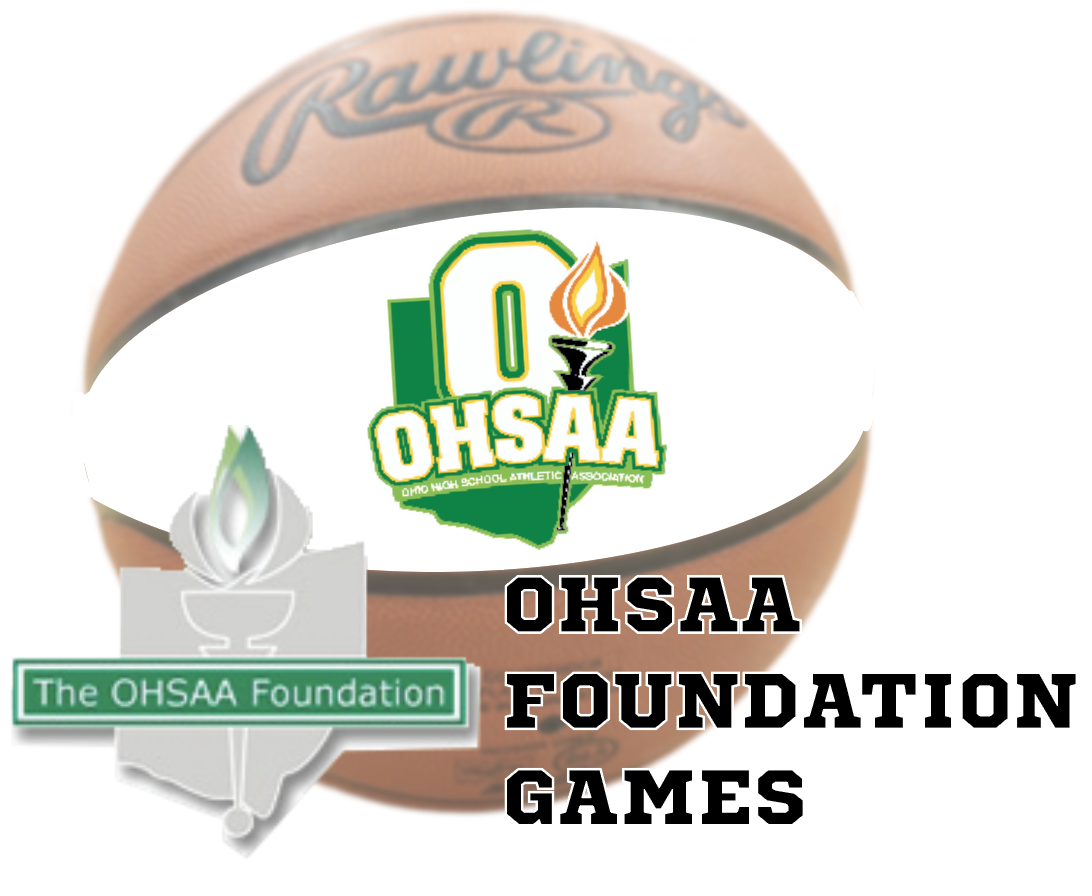 Rawlings
R
O
OHSAA
OHIO HIGH SCHOOL ATHLETIC ASSOCIATION
The OHSAA Foundation
OHSAA
FOUNDATION
GAMES